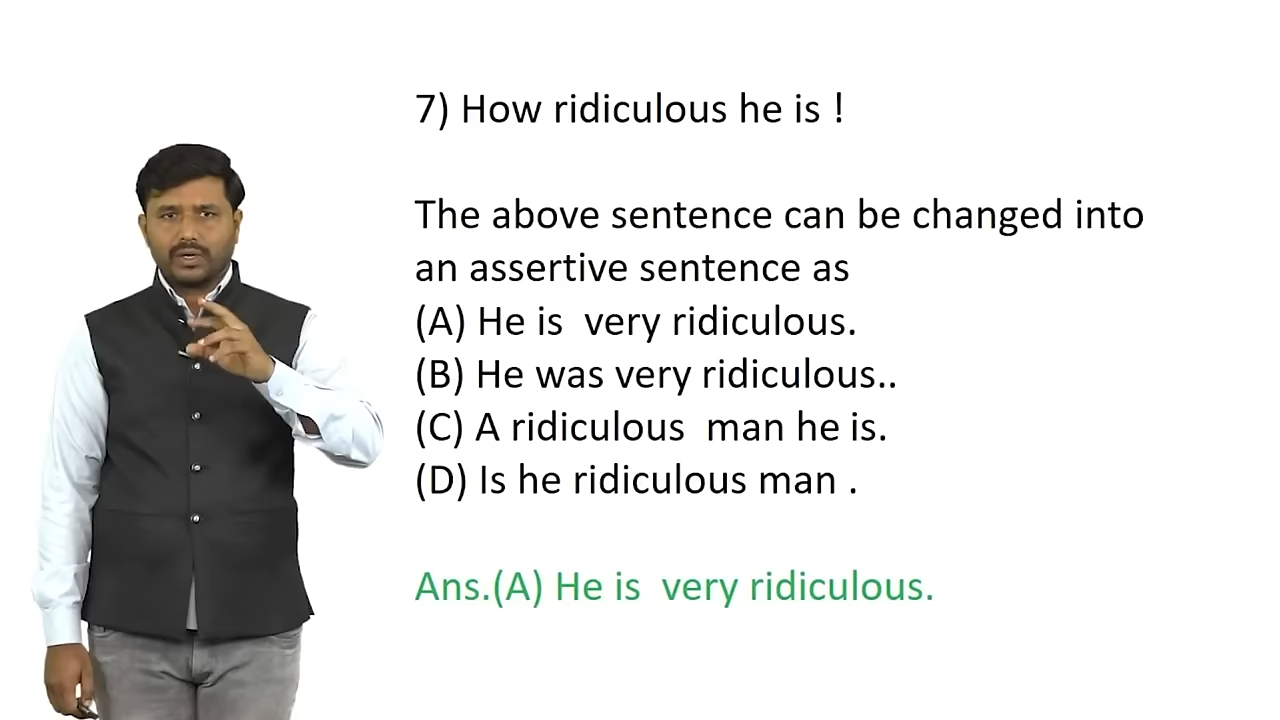 7) How ridiculous he is !
The above sentence can be changed into
an assertive sentence as
(A) He is  very ridiculous.
(B) He was very ridiculous..
(C) A ridiculous  man he is.
(D) Is he ridiculous man .
Ans.(A) He is  very ridiculous.